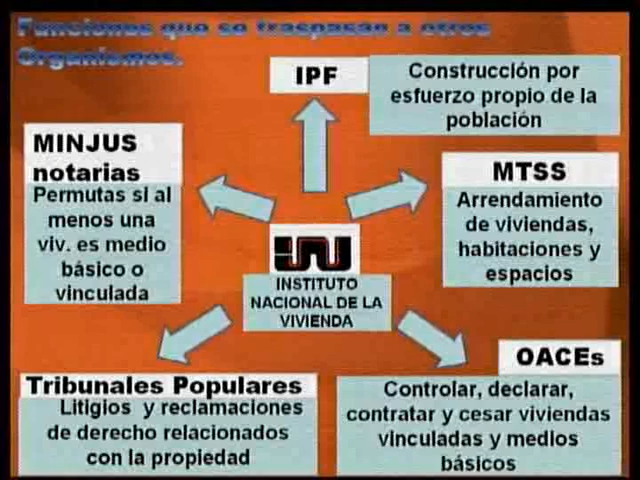 Funciones que se traspasan a otros
Organismos.
IPF
Construcción por
esfuerzo propio de la
población
MINJUS
notarias
Permutas si al
menos una
viv. es medio
básico o
vinculada
MTSS
Arrendamiento
de viviendas,
habitaciones y
espacios
INSTITUTO
NACIONAL DE LA
VIVIENDA
OACEs
Controlar, declarar,
contratar y cesar viviendas
vinculadas y medios
básicos
Tribunales Populares
Litigios y reclamaciones
de derecho relacionados
con la propiedad